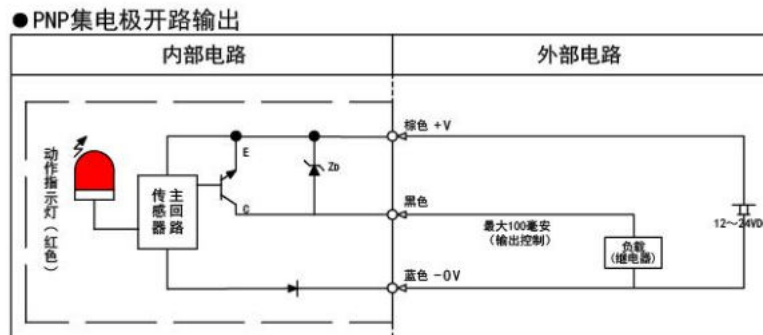 ●PNP集电极开路输出
内部电路
外部电路
棕色 +V
E
ZD
动作指示灯（红色）
传感器
主回路
C
黑色
最大100毫安
（输出控制）
12～24VD
负载
(继电器)
蓝色 -0V